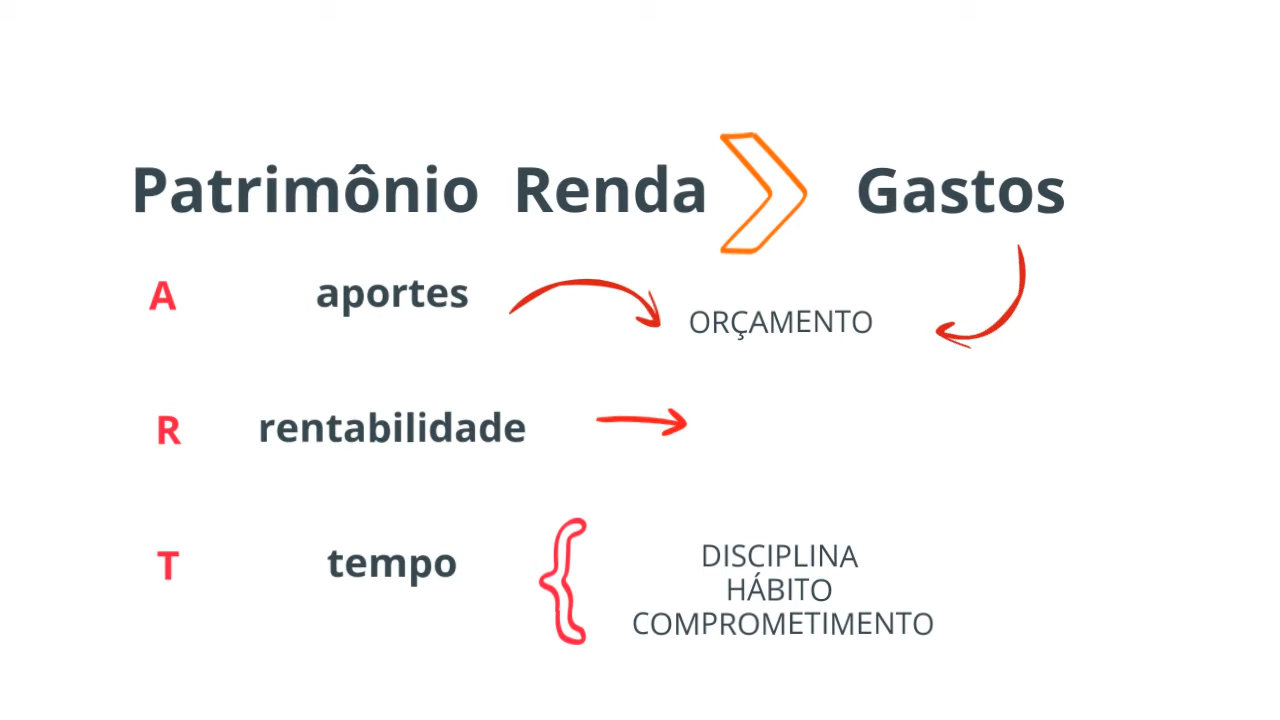 Patrimônio Renda Gastos
A aportes
ORÇAMENTO
R rentabilidade
T tempo
DISCIPLINA
HÁBITO
COMPROMETIMENTO